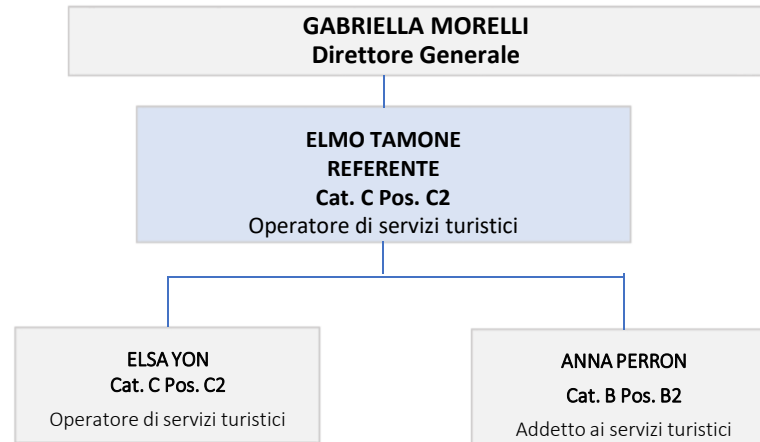 GABRIELLA MORELLI
Direttore Generale
ELMO TAMONE
REFERENTE
Cat. C Pos. C2
Operatore di servizi turistici
ELSA YON
Cat. C Pos. C2
Operatore di servizi turistici
ANNA PERRON
Cat. B Pos. B2
Addetto ai servizi turistici